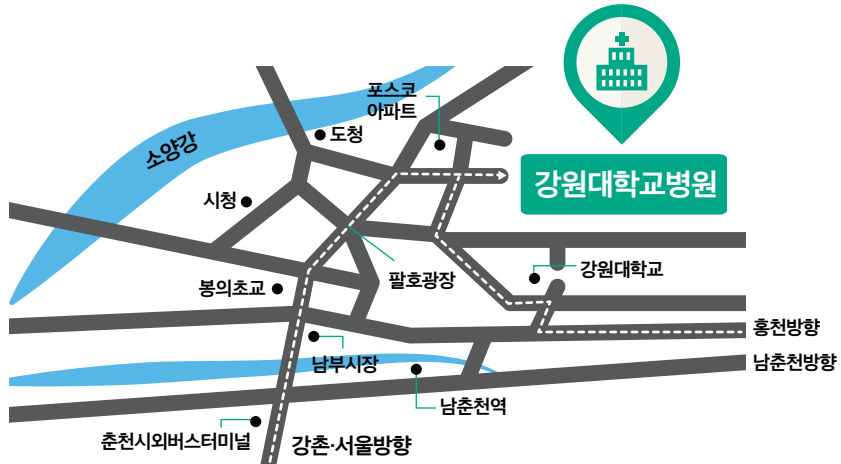 포스코
아파트
도청
소양강
시청
강원대학교병원
팔호광장
강원대학교
봉의초교
홍천방향
남부시장
남춘천방향
남춘천역
춘천시외버스터미널
강촌·서울방향